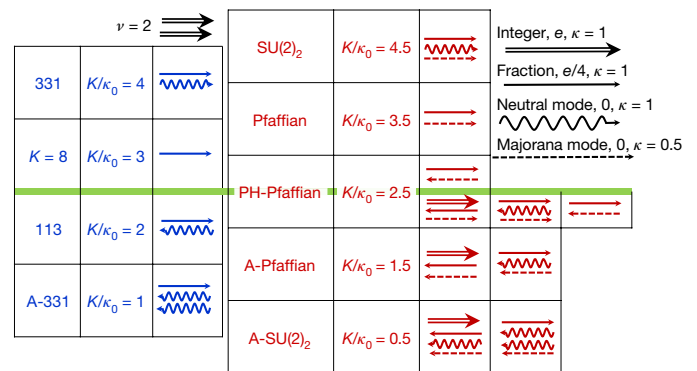 ν = 2
Integer, e, κ = 1
Fraction, e/4, κ = 1
Neutral mode, 0, κ = 1
Majorana mode, 0, κ = 0.5
331 K/κ0 = 4
K = 8 K/κ0 = 3
113 K/κ0 = 2
A-331 K/κ0 = 1
SU(2)2 K/κ0 = 4.5
Pfaffian K/κ0 = 3.5
PH-Pfaffian K/κ0 = 2.5
A-Pfaffian K/κ0 = 1.5
A-SU(2)2 K/κ0 = 0.5